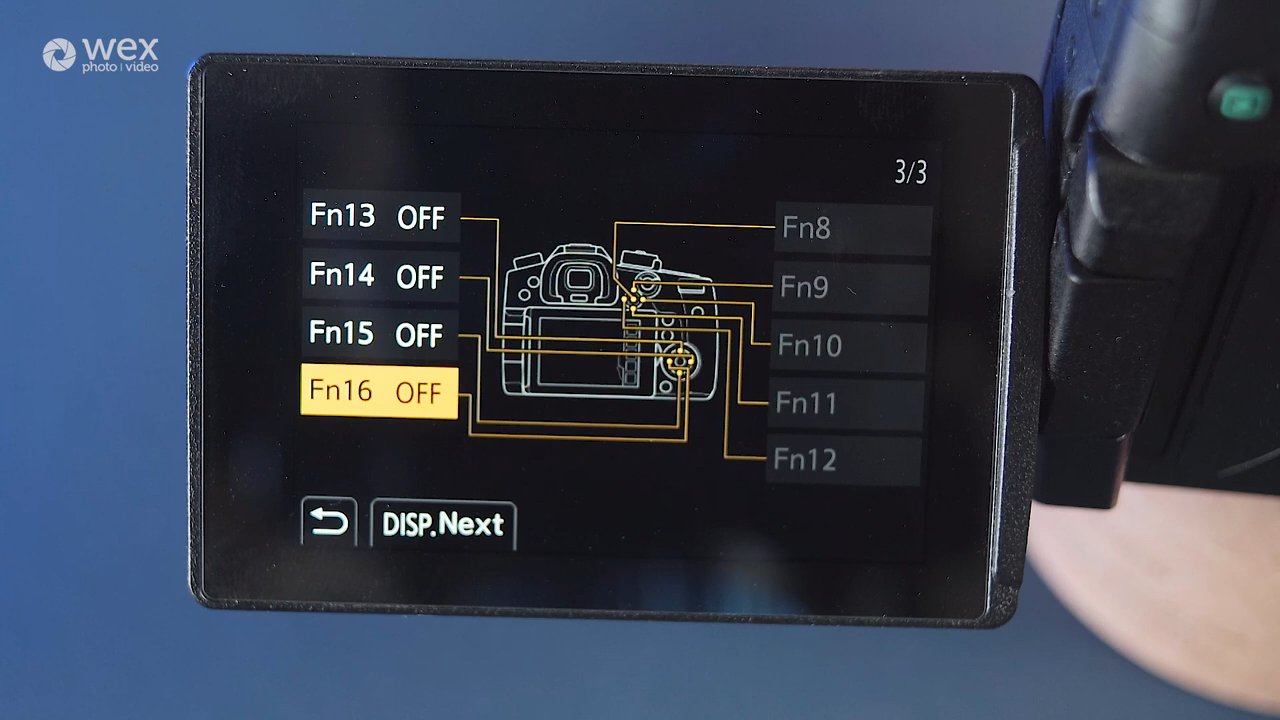 wex
photo | video
3/3
Fn13 OFF
Fn14 OFF
Fn15 OFF
Fn16 OFF
Fn8
Fn9
Fn10
Fn11
Fn12
DISP.Next